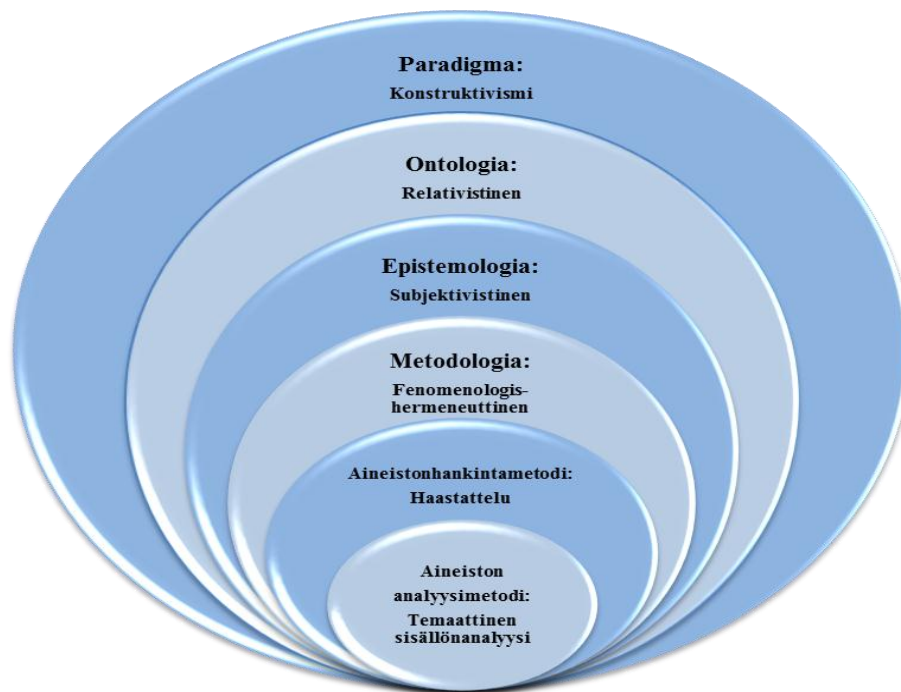 Paradigma:
Konstruktivismi
Ontologia:
Relativistinen
Epistemologia:
Subjektivistinen
Metodologia:
Fenomenologis-
hermeneuttinen
Aineistonhankintametodi:
Haastattelu
Aineiston
analyysimetodi:
Temaattinen
sisällönanalyysi